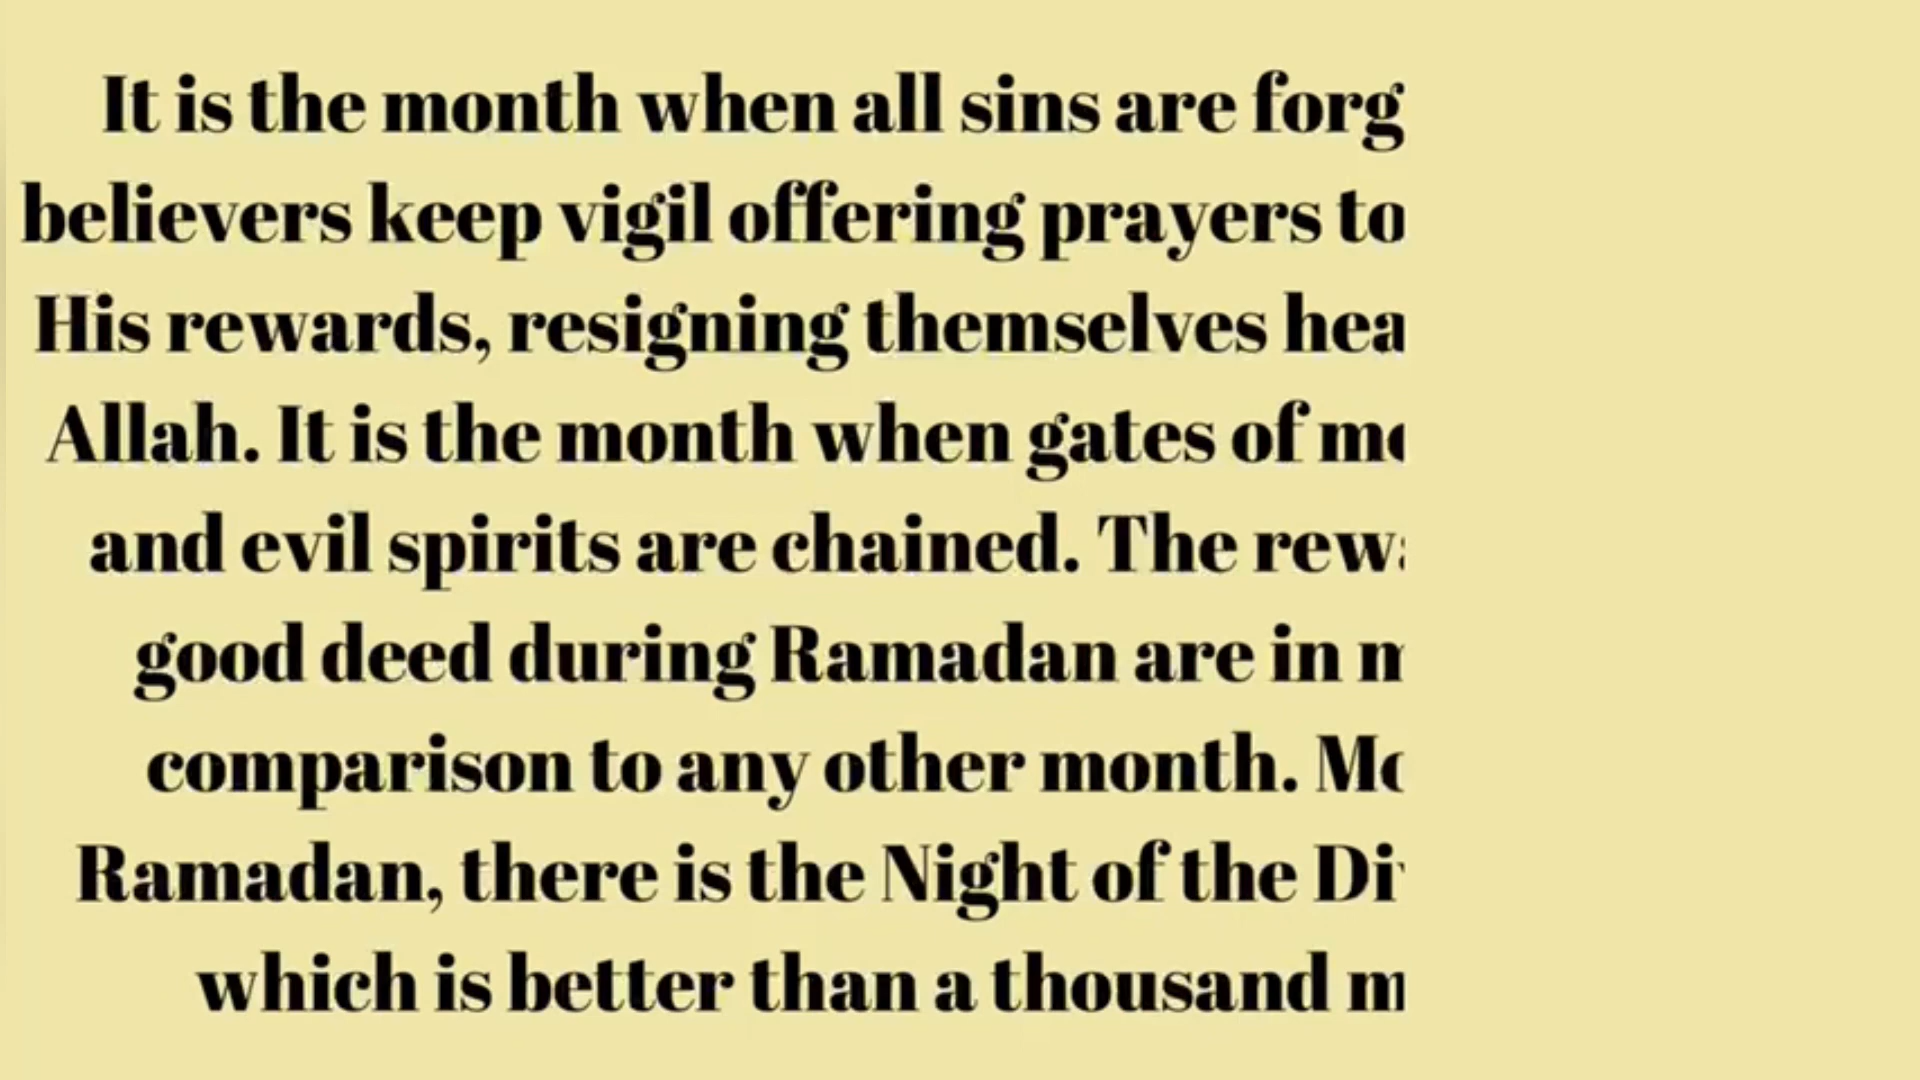 It is the month when all sins are forg
believers keep vigil offering prayers to
His rewards, resigning themselves hea
Allah. It is the month when gates of
and evil spirits are chained. The rew
good deed during Ramadan are in
comparison to any other month.
Ramadan, there is the Night of the Di
which is better than a thousand